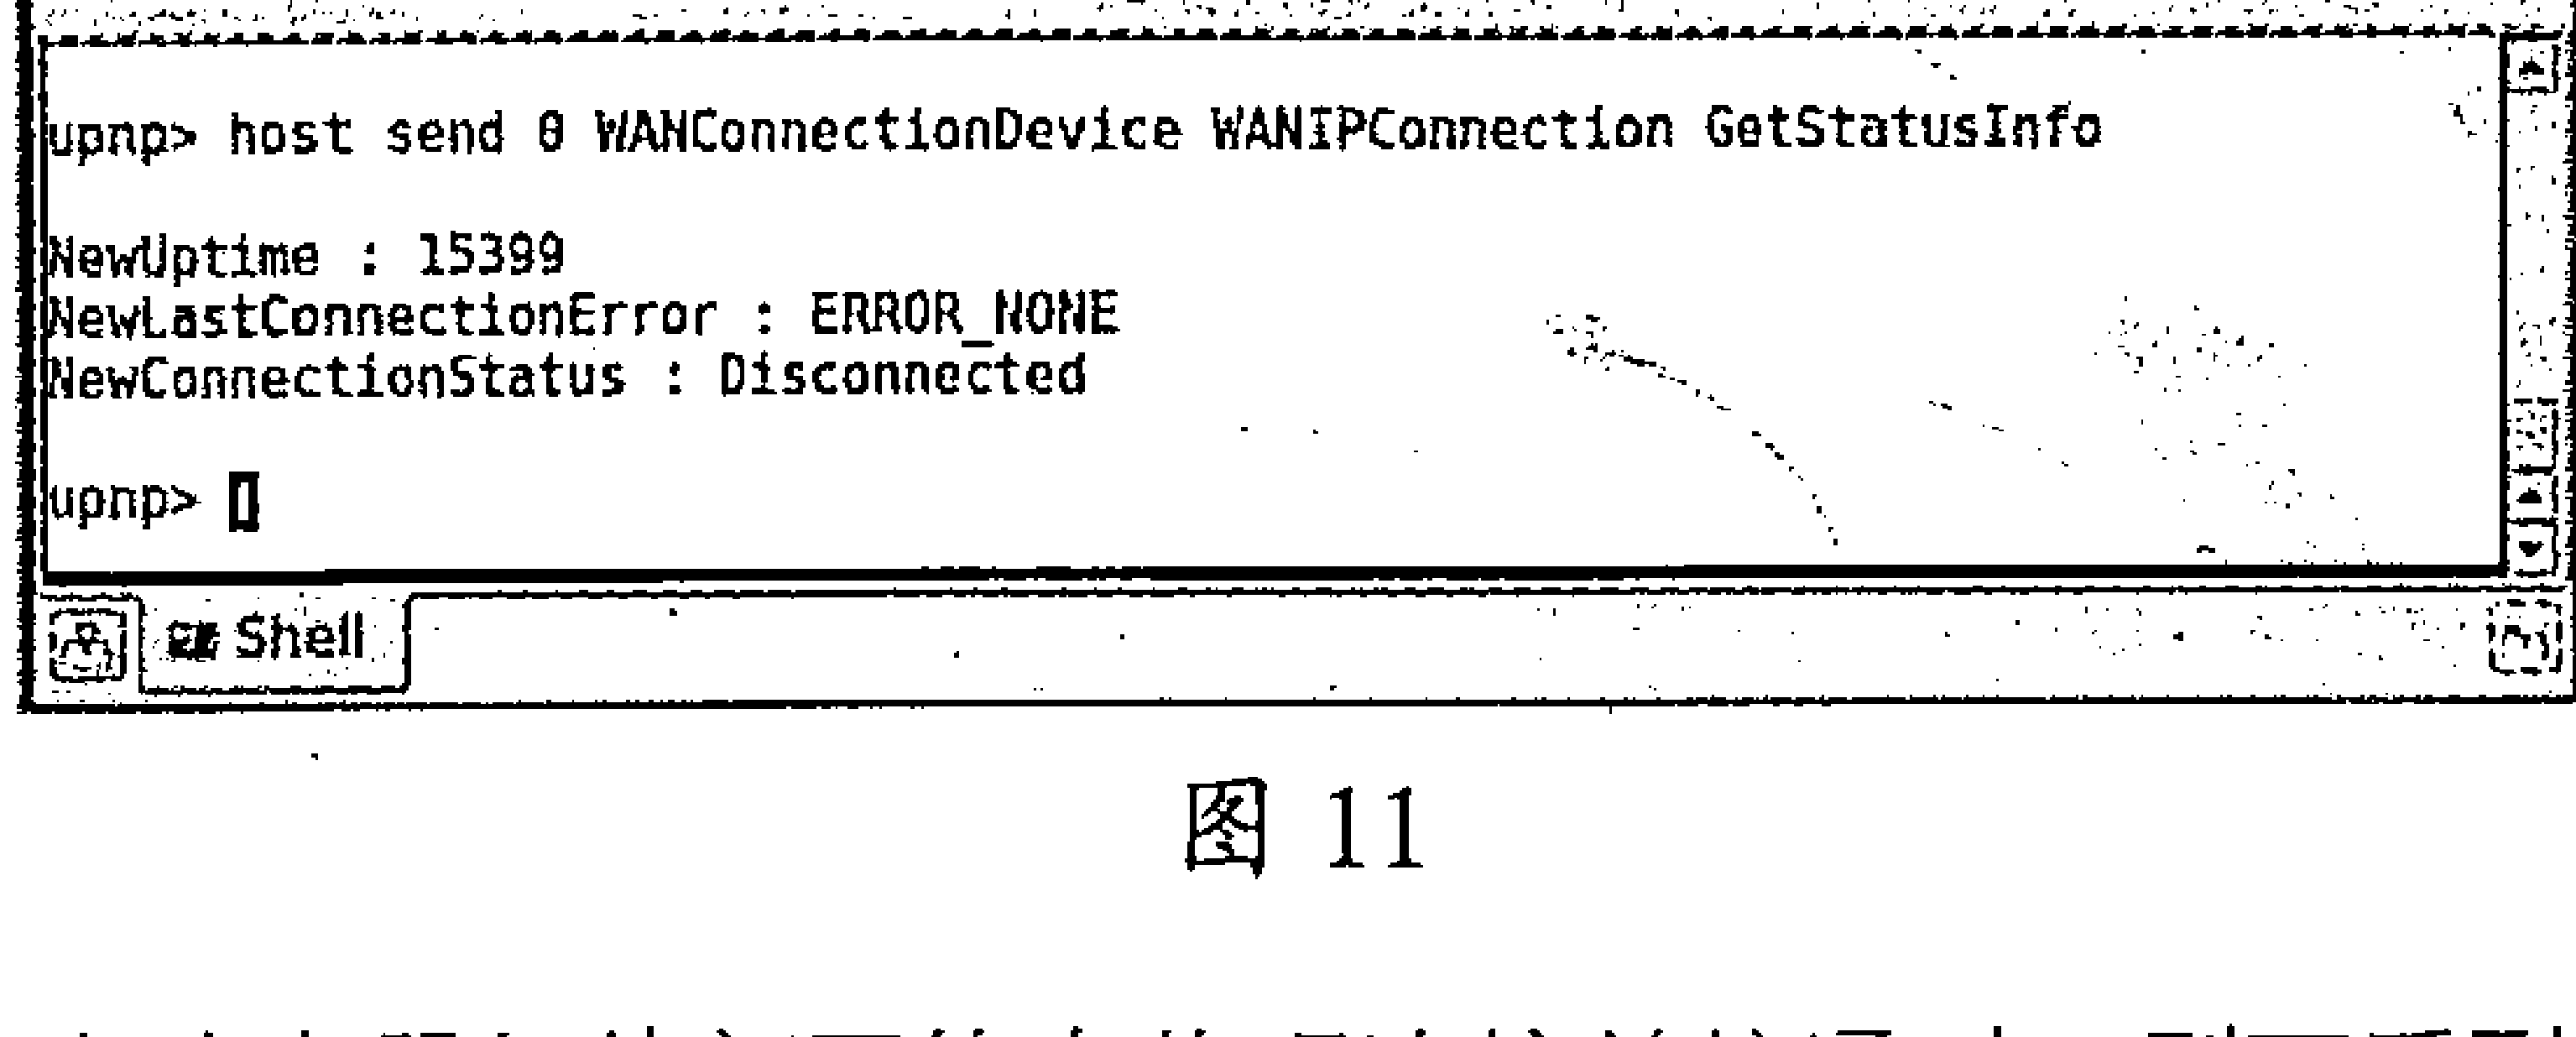 upnp> host send 0 WANConnectionDevice WANIPConnection GetStatusInfo
NewUptime : 15399
NewLastConnectionError : ERROR_NONE
NewConnectionStatus : Disconnected
upnp>
Shell
图 11